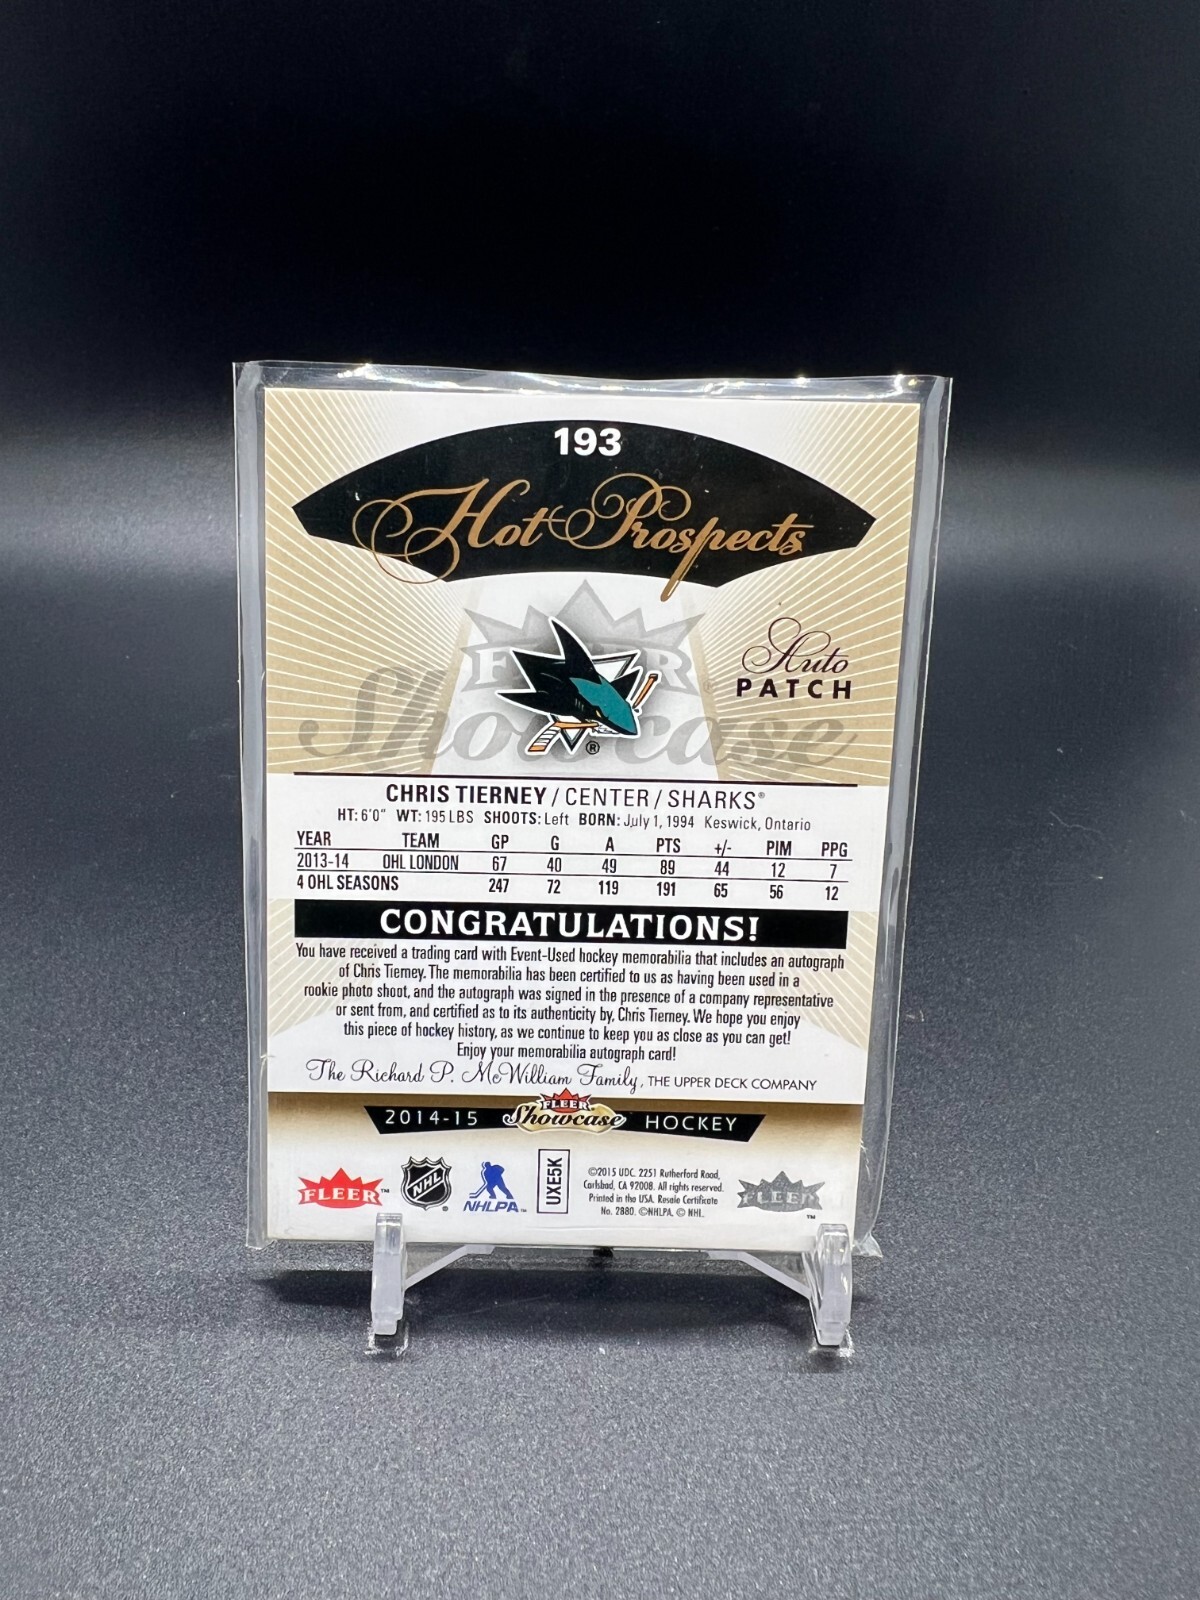 193
Hot Prospects
FLEER
Showcase
Auto
PATCH
CHRIS TIERNEY / CENTER / SHARKS®
HT: 6'0" WT: 195 LBS SHOOTS: Left BORN: July 1, 1994 Keswick, Ontario
YEAR TEAM GP G A PTS +/- PIM PPG
2013-14 OHL LONDON 67 40 49 89 44 12 7
4 OHL SEASONS 247 72 119 191 65 56 12
CONGRATULATIONS!
You have received a trading card with Event-Used hockey memorabilia that includes an autograph
of Chris Tierney. The memorabilia has been certified to us as having been used in a
rookie photo shoot, and the autograph was signed in the presence of a company representative
or sent from, and certified as to its authenticity by, Chris Tierney. We hope you enjoy
this piece of hockey history, as we continue to keep you as close as you can get!
Enjoy your memorabilia autograph card!
The Richard P. McWilliam Family, THE UPPER DECK COMPANY
2014-15 FLEER Showcase HOCKEY
FLEER™
NHL
NHLPA™
UXE5K
©2015 UDC. 2251 Rutherford Road,
Carlsbad, CA 92008. All rights reserved.
Printed in the USA. Resale Certificate
No. 2880. ©NHLPA. © NHL.
FLEER™